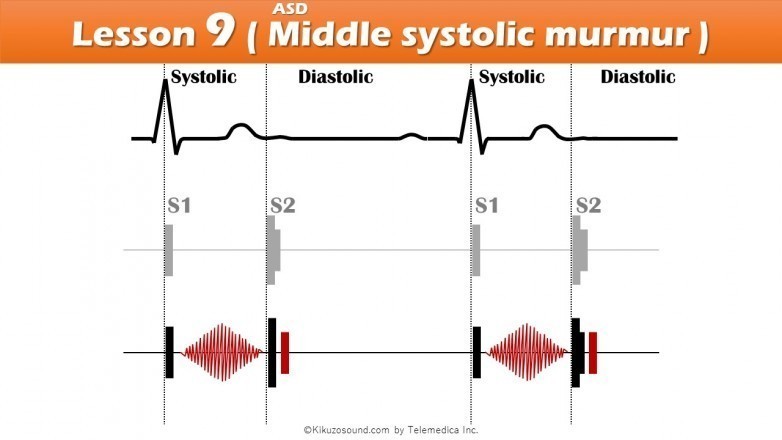 ASD
Lesson 9 ( Middle systolic murmur )
Systolic Diastolic Systolic Diastolic
S1 S2 S1 S2
©Kikuzosound.com by Telemedica Inc.